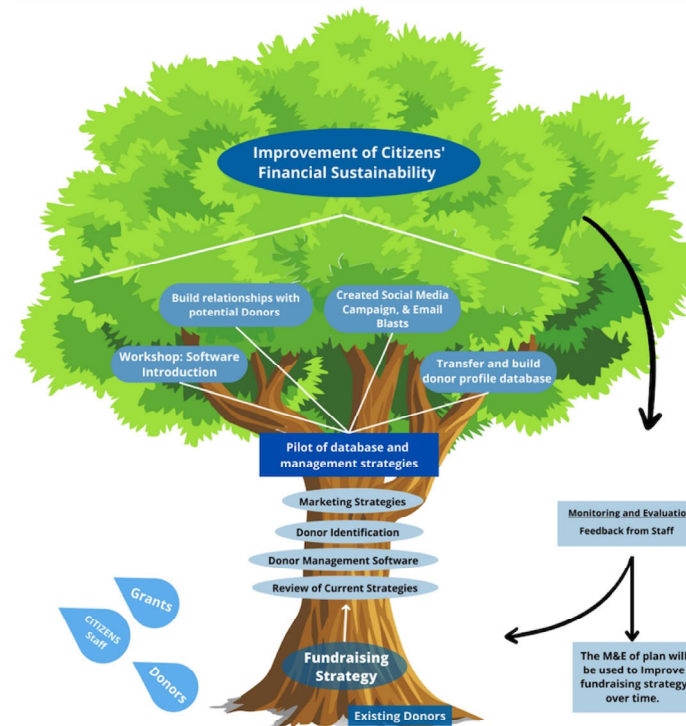 Improvement of Citizens'
Financial Sustainability
Build relationships with
potential Donors
Created Social Media
Campaign, & Email
Blasts
Workshop: Software
Introduction
Transfer and build
donor profile database
Pilot of database and
management strategies
Marketing Strategies
Donor Identification
Donor Management Software
Review of Current Strategies
Fundraising
Strategy
Existing Donors
Grants
CITIZENS
Staff
Donors
Monitoring and Evaluatio
Feedback from Staff
The M&E of plan will
be used to Improve
fundraising strategy
over time.